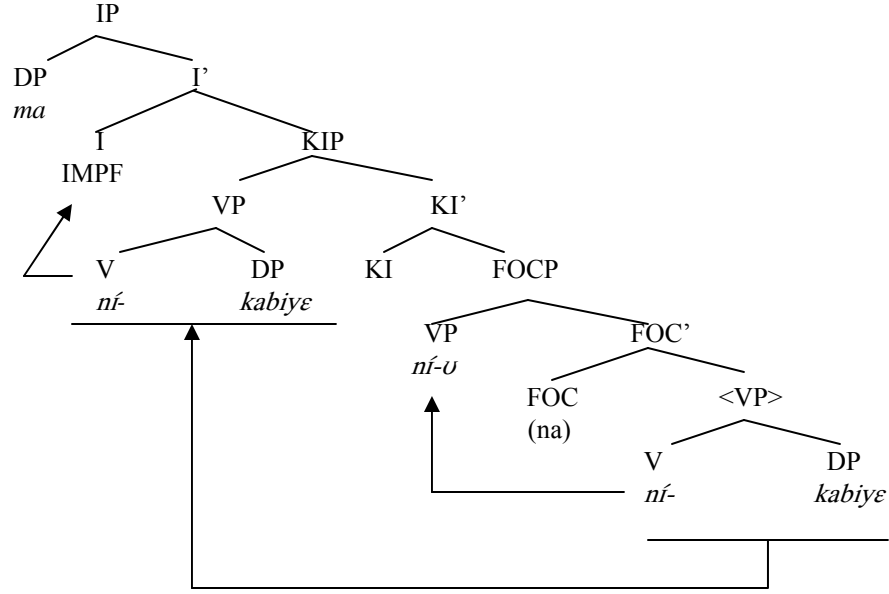 IP
DP I’
ma
I KIP
IMPF
VP KI’
V DP KI FOCP
ní- kabiyɛ
VP FOC’
ní-ʋ
FOC <VP>
(na)
V DP
ní- kabiyɛ